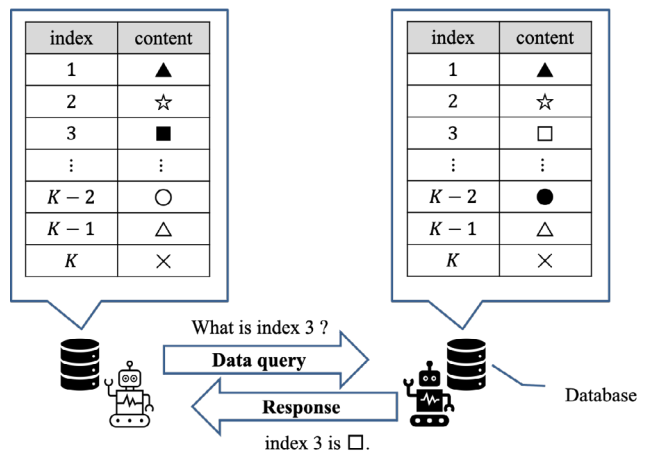 index content
1 ▲
2 ☆
3 ■
⋮ ⋮
K − 2 ○
K − 1 △
K ×
index content
1 ▲
2 ☆
3 □
⋮ ⋮
K − 2 ●
K − 1 △
K ×
What is index 3 ?
Data query
Response
index 3 is □.
Database